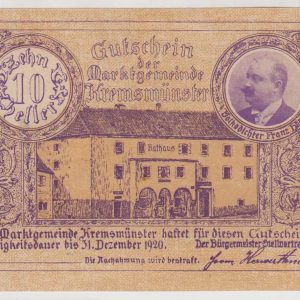 Zehn
10
Heller
Gutschein
der
Marktgemeinde
Kremsmünster
Franz
Rathaus
Marktgemeinde Kremsmünster haftet für diesen Gutschein
bis 31. Dezember 1920.
Der Bürgermeister Stellvertreter
Die Nachahmung wird bestraft.